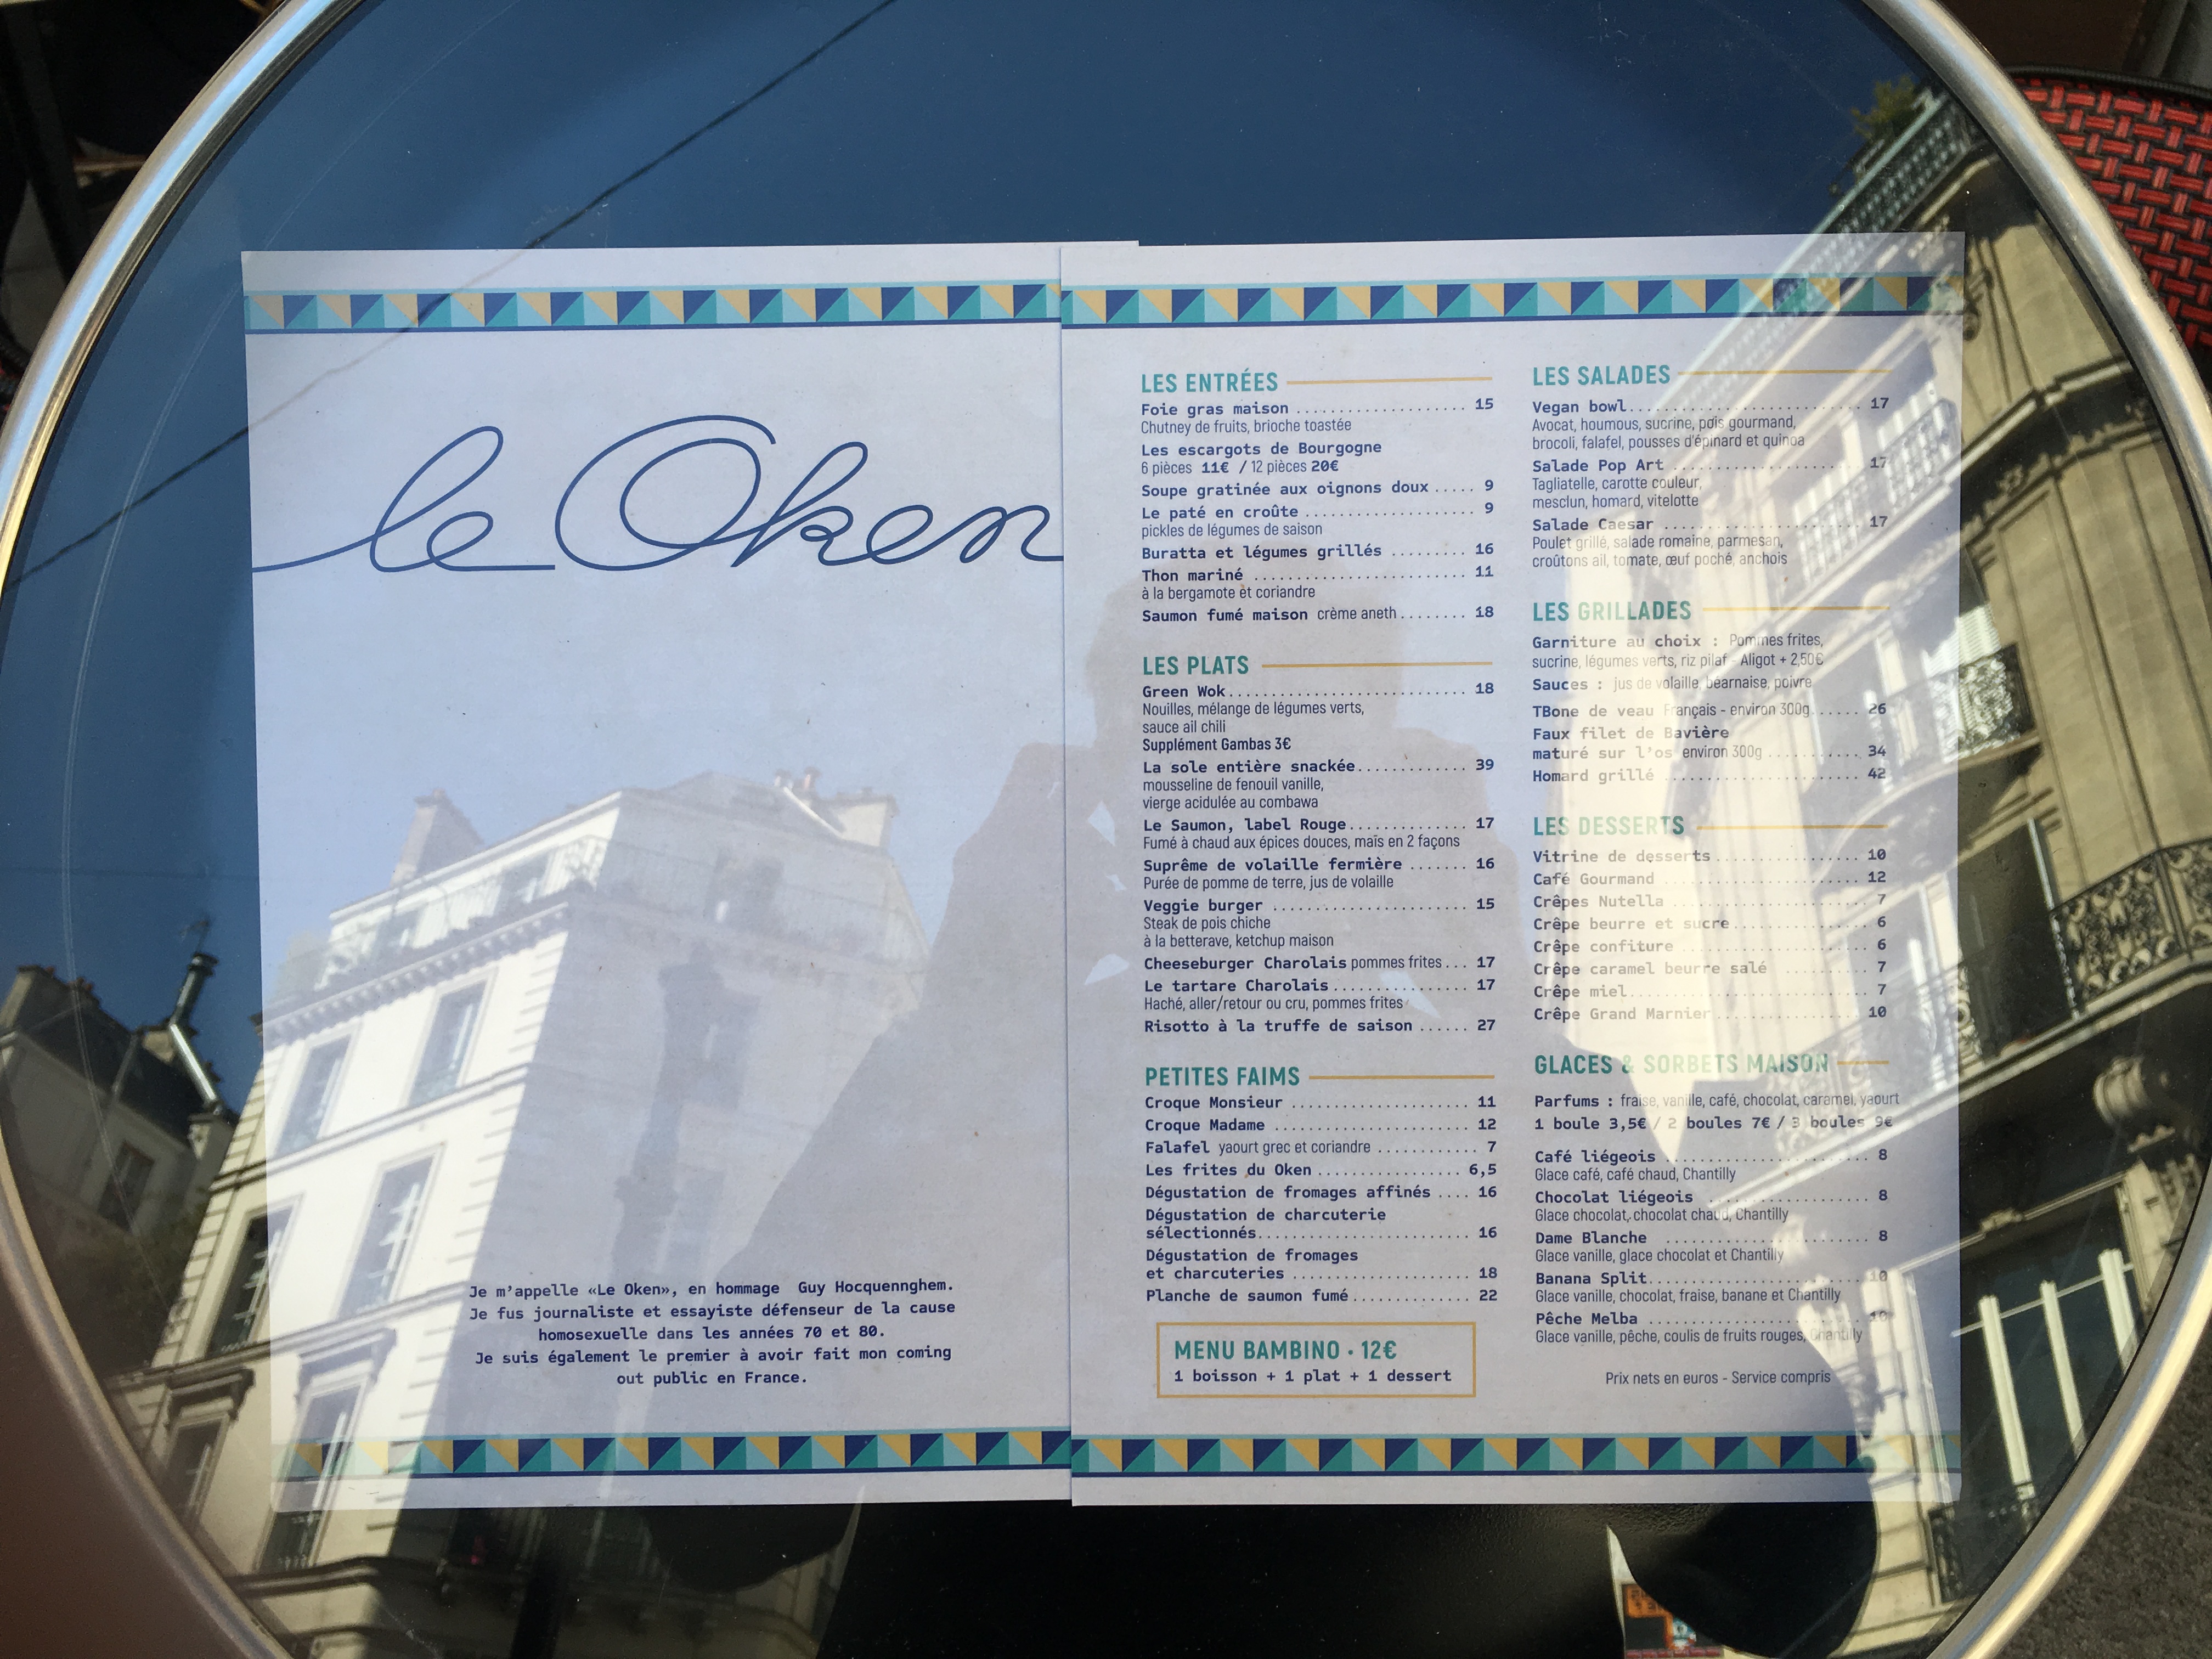 le Oken
Je m'appelle «Le Oken», en hommage Guy Hocquennghem.
Je fus journaliste et essayiste défenseur de la cause
homosexuelle dans les années 70 et 80.
Je suis également le premier à avoir fait mon coming
out public en France.
LES ENTRÉES
Foie gras maison .................... 15
Chutney de fruits, brioche toastée
Les escargots de Bourgogne
6 pièces 11€ / 12 pièces 20€
Soupe gratinée aux oignons doux ..... 9
Le paté en croûte ................... 9
pickles de légumes de saison
Buratta et légumes grillés ......... 16
Thon mariné ......................... 11
à la bergamote et coriandre
Saumon fumé maison crème aneth ........ 18
LES PLATS
Green Wok ............................ 18
Nouilles, mélange de légumes verts,
sauce ail chili
Supplément Gambas 3€
La sole entière snackée ............. 39
mousseline de fenouil vanille,
vierge acidulée au combawa
Le Saumon, label Rouge .............. 17
Fumé à chaud aux épices douces, maïs en 2 façons
Suprême de volaille fermière ....... 16
Purée de pomme de terre, jus de volaille
Veggie burger ....................... 15
Steak de pois chiche
à la betterave, ketchup maison
Cheeseburger Charolais pommes frites ... 17
Le tartare Charolais ................ 17
Haché, aller/retour ou cru, pommes frites
Risotto à la truffe de saison ...... 27
PETITES FAIMS
Croque Monsieur ..................... 11
Croque Madame ....................... 12
Falafel yaourt grec et coriandre ............ 7
Les frites du Oken ................. 6,5
Dégustation de fromages affinés .... 16
Dégustation de charcuterie
sélectionnés ......................... 16
Dégustation de fromages
et charcuteries ..................... 18
Planche de saumon fumé .............. 22
MENU BAMBINO · 12€
1 boisson + 1 plat + 1 dessert
LES SALADES
Vegan bowl ........................... 17
Avocat, houmous, sucrine, pois gourmand,
brocoli, falafel, pousses d'épinard et quinoa
Salade Pop Art ...................... 17
Tagliatelle, carotte couleur,
mesclun, homard, vitelotte
Salade Caesar ....................... 17
Poulet grillé, salade romaine, parmesan,
croûtons ail, tomate, œuf poché, anchois
LES GRILLADES
Garniture au choix : Pommes frites,
sucrine, légumes verts, riz pilaf - Aligot + 2,50€
Sauces : jus de volaille, bearnaise, poivre
TBone de veau Français - environ 300g ...... 26
Faux filet de Bavière
maturé sur l'os environ 300g ........... 34
Homard grillé ....................... 42
LES DESSERTS
Vitrine de desserts ................. 10
Café Gourmand ....................... 12
Crêpes Nutella ...................... 7
Crêpe beurre et sucre ............... 6
Crêpe confiture ..................... 6
Crêpe caramel beurre salé .......... 7
Crêpe miel ........................... 7
Crêpe Grand Marnier ................. 10
GLACES & SORBETS MAISON
Parfums : fraise, vanille, café, chocolat, caramel, yaourt
1 boule 3,5€ / 2 boules 7€ / 3 boules 9€
Café liégeois ....................... 8
Glace café, café chaud, Chantilly
Chocolat liégeois ................... 8
Glace chocolat, chocolat chaud, Chantilly
Dame Blanche ........................ 8
Glace vanille, glace chocolat et Chantilly
Banana Split ......................... 10
Glace vanille, chocolat, fraise, banane et Chantilly
Pêche Melba ......................... 10
Glace vanille, pêche, coulis de fruits rouges, Chantilly
Prix nets en euros - Service compris